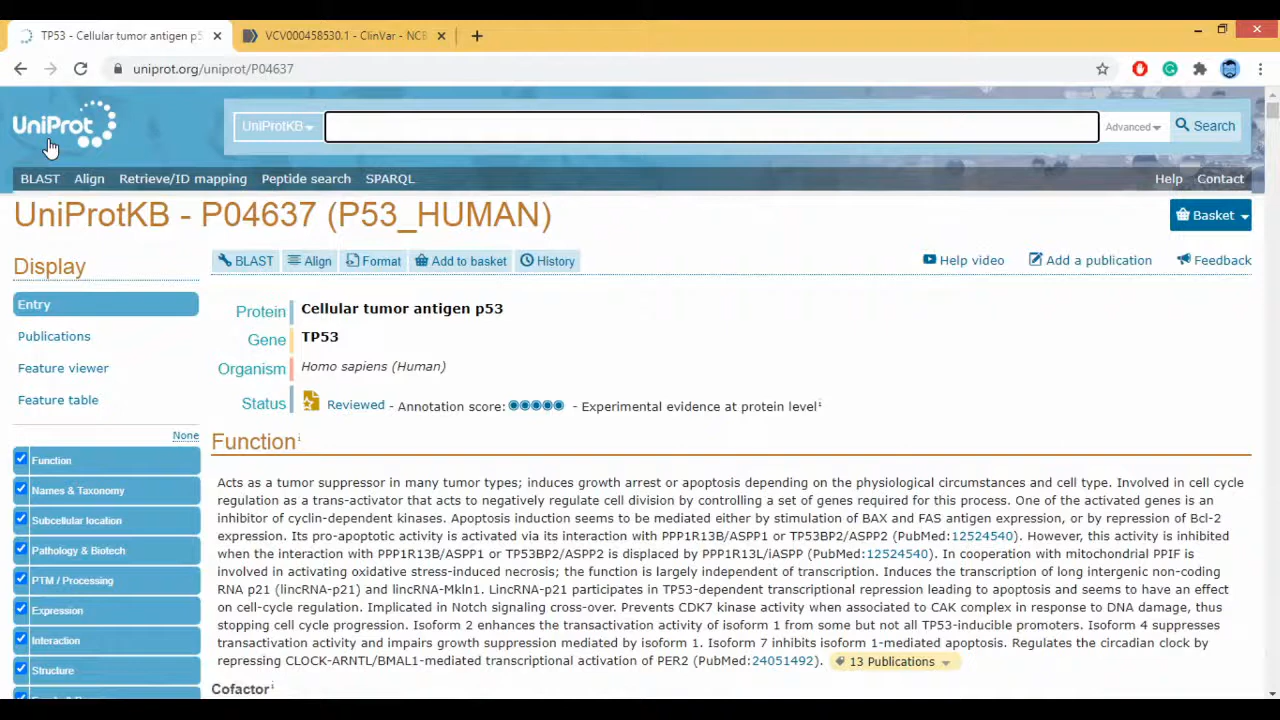 TP53 - Cellular tumor antigen p5
VCV000458530.1 - ClinVar - NCB
uniprot.org/uniprot/P04637
UniProt
UniProtKB
Advanced
Search
BLAST Align Retrieve/ID mapping Peptide search SPARQL
Help Contact
UniProtKB - P04637 (P53_HUMAN)
Basket
Display
BLAST Align Format Add to basket History
Help video Add a publication Feedback
Entry
Publications
Feature viewer
Feature table
None
Function
Names & Taxonomy
Subcellular location
Pathology & Biotech
PTM / Processing
Expression
Interaction
Structure
Protein Cellular tumor antigen p53
Gene TP53
Organism Homo sapiens (Human)
Status Reviewed - Annotation score: - Experimental evidence at protein level i
Function i
Acts as a tumor suppressor in many tumor types; induces growth arrest or apoptosis depending on the physiological circumstances and cell type. Involved in cell cycle
regulation as a trans-activator that acts to negatively regulate cell division by controlling a set of genes required for this process. One of the activated genes is an
inhibitor of cyclin-dependent kinases. Apoptosis induction seems to be mediated either by stimulation of BAX and FAS antigen expression, or by repression of Bcl-2
expression. Its pro-apoptotic activity is activated via its interaction with PPP1R13B/ASPP1 or TP53BP2/ASPP2 (PubMed:12524540). However, this activity is inhibited
when the interaction with PPP1R13B/ASPP1 or TP53BP2/ASPP2 is displaced by PPP1R13L/iASPP (PubMed:12524540). In cooperation with mitochondrial PPIF is
involved in activating oxidative stress-induced necrosis; the function is largely independent of transcription. Induces the transcription of long intergenic non-coding
RNA p21 (lincRNA-p21) and lincRNA-Mkln1. LincRNA-p21 participates in TP53-dependent transcriptional repression leading to apoptosis and seems to have an effect
on cell-cycle regulation. Implicated in Notch signaling cross-over. Prevents CDK7 kinase activity when associated to CAK complex in response to DNA damage, thus
stopping cell cycle progression. Isoform 2 enhances the transactivation activity of isoform 1 from some but not all TP53-inducible promoters. Isoform 4 suppresses
transactivation activity and impairs growth suppression mediated by isoform 1. Isoform 7 inhibits isoform 1-mediated apoptosis. Regulates the circadian clock by
repressing CLOCK-ARNTL/BMAL1-mediated transcriptional activation of PER2 (PubMed:24051492). 13 Publications
Cofactor i